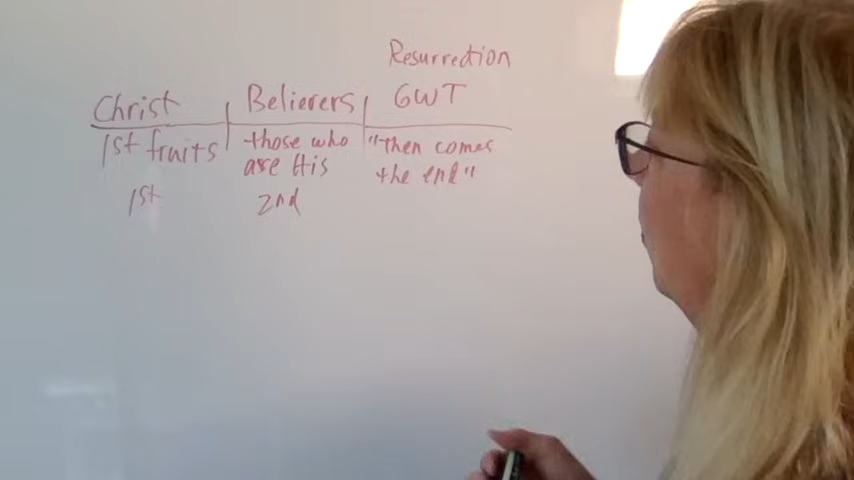 Resurrection
Christ Believers GWT
1st fruits those who "then comes
are His the end"
1st 2nd